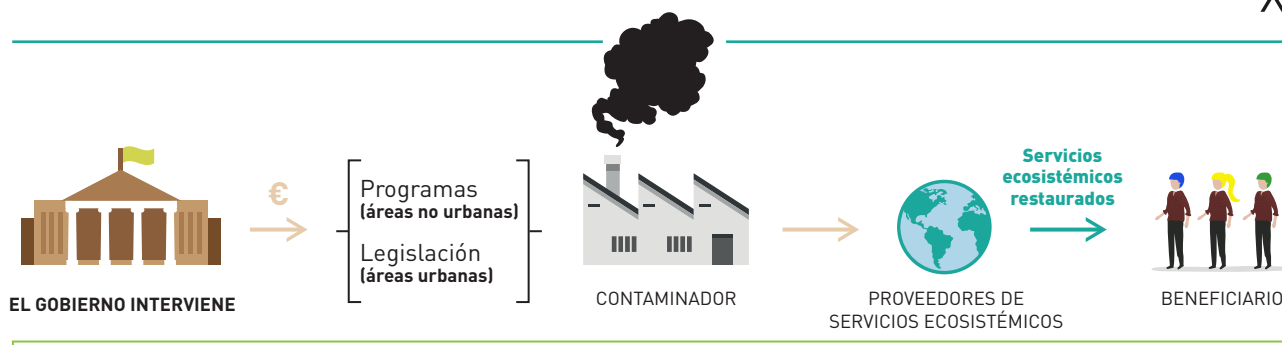 €
Programas
(áreas no urbanas)
Legislación
(áreas urbanas)
Servicios
ecosistémicos
restaurados
EL GOBIERNO INTERVIENE
CONTAMINADOR
PROVEEDORES DE
SERVICIOS ECOSISTÉMICOS
BENEFICIARIO